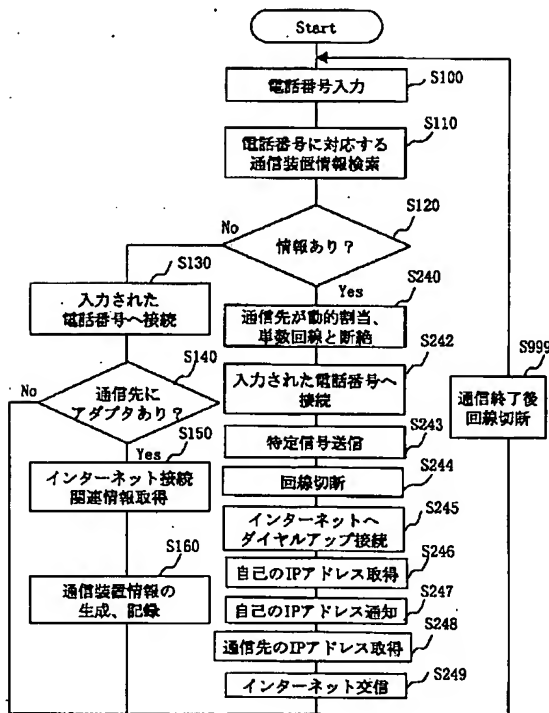 Start
S100
電話番号入力
S110
電話番号に対応する
通信装置情報検索
S120
No
情報あり？
Yes
S130
入力された
電話番号へ接続
S140
No
通信先に
アダプタあり？
Yes
S150
インターネット接続
関連情報取得
S160
通信装置情報の
生成、記録
S240
通信先が動的割当、
単数回線と断絶
S242
入力された電話番号へ
接続
S243
特定信号送信
S244
回線切断
S245
インターネットへ
ダイヤルアップ接続
S246
自己のIPアドレス取得
S247
自己のIPアドレス通知
S248
通信先のIPアドレス取得
S249
インターネット交信
S999
通信終了後
回線切断